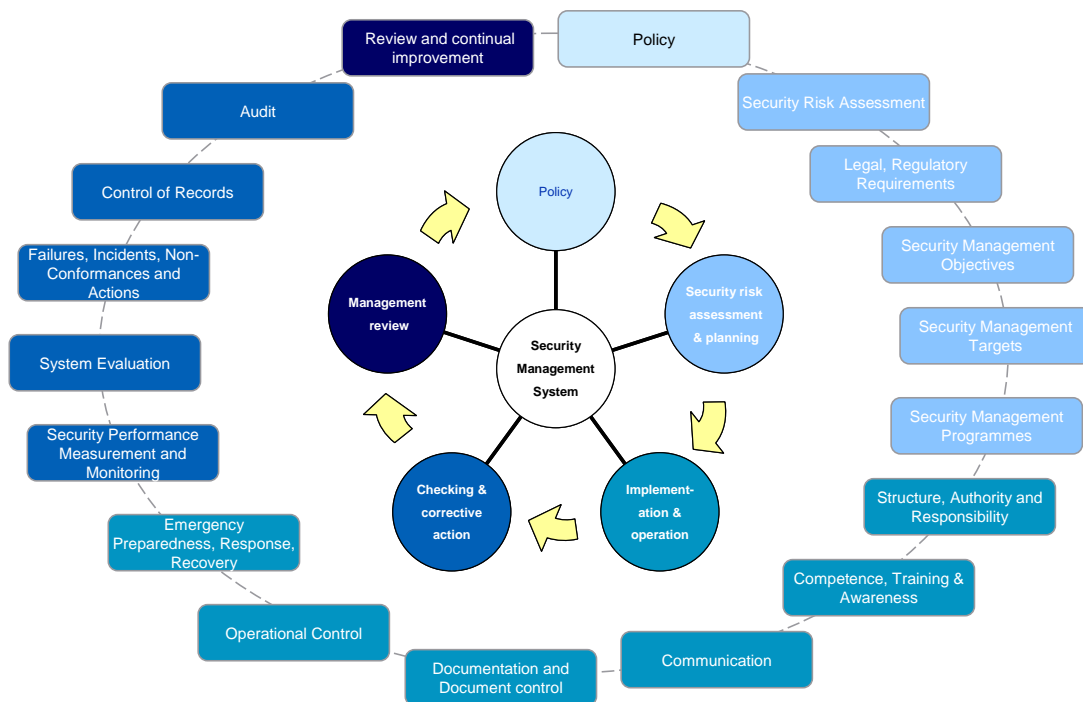 Review and continual
improvement
Policy
Security Risk Assessment
Audit
Legal, Regulatory
Requirements
Control of Records
Policy
Security Management
Objectives
Failures, Incidents, Non-
Conformances and
Actions
Management
review
Security risk
assessment
& planning
Security
Management
System
Security Management
Targets
System Evaluation
Security Management
Programmes
Security Performance
Measurement and
Monitoring
Checking &
corrective
action
Implement-
ation &
operation
Structure, Authority and
Responsibility
Emergency
Preparedness, Response,
Recovery
Competence, Training &
Awareness
Operational Control
Communication
Documentation and
Document control